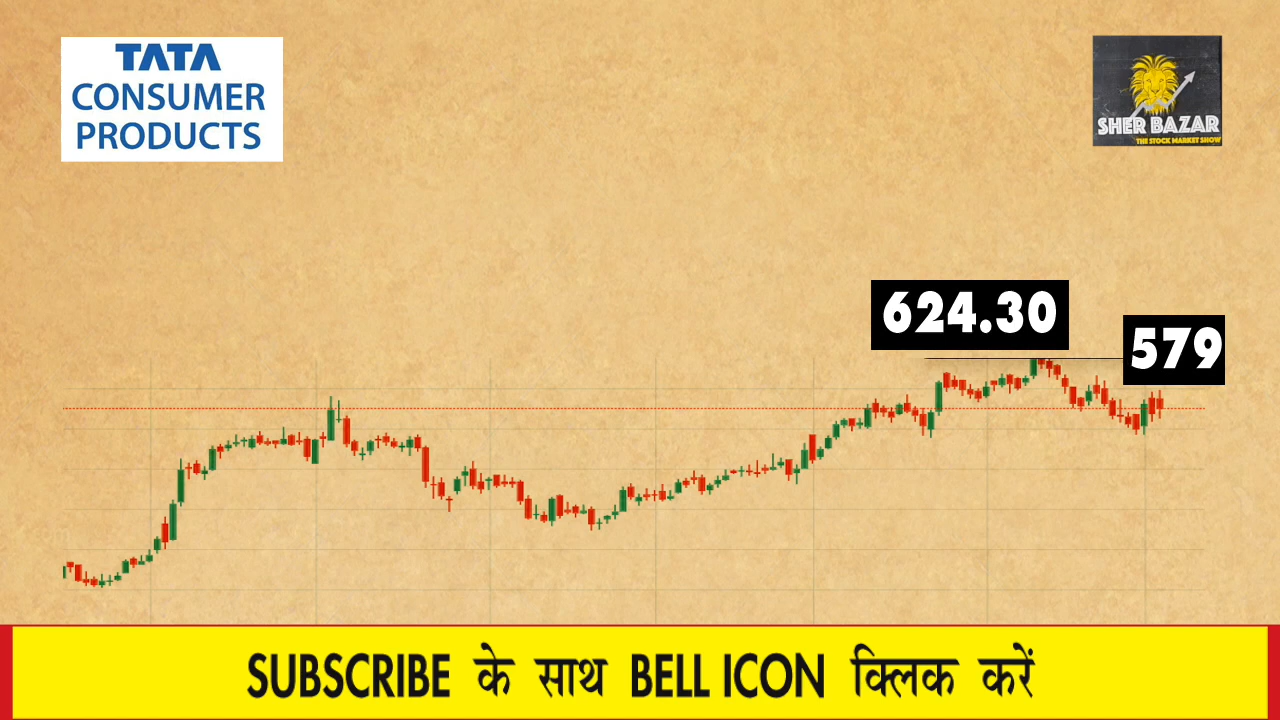 TATA
CONSUMER
PRODUCTS
SHER BAZAR
THE STOCK MARKET SHOW
624.30
579
SUBSCRIBE के साथ BELL ICON क्लिक करें